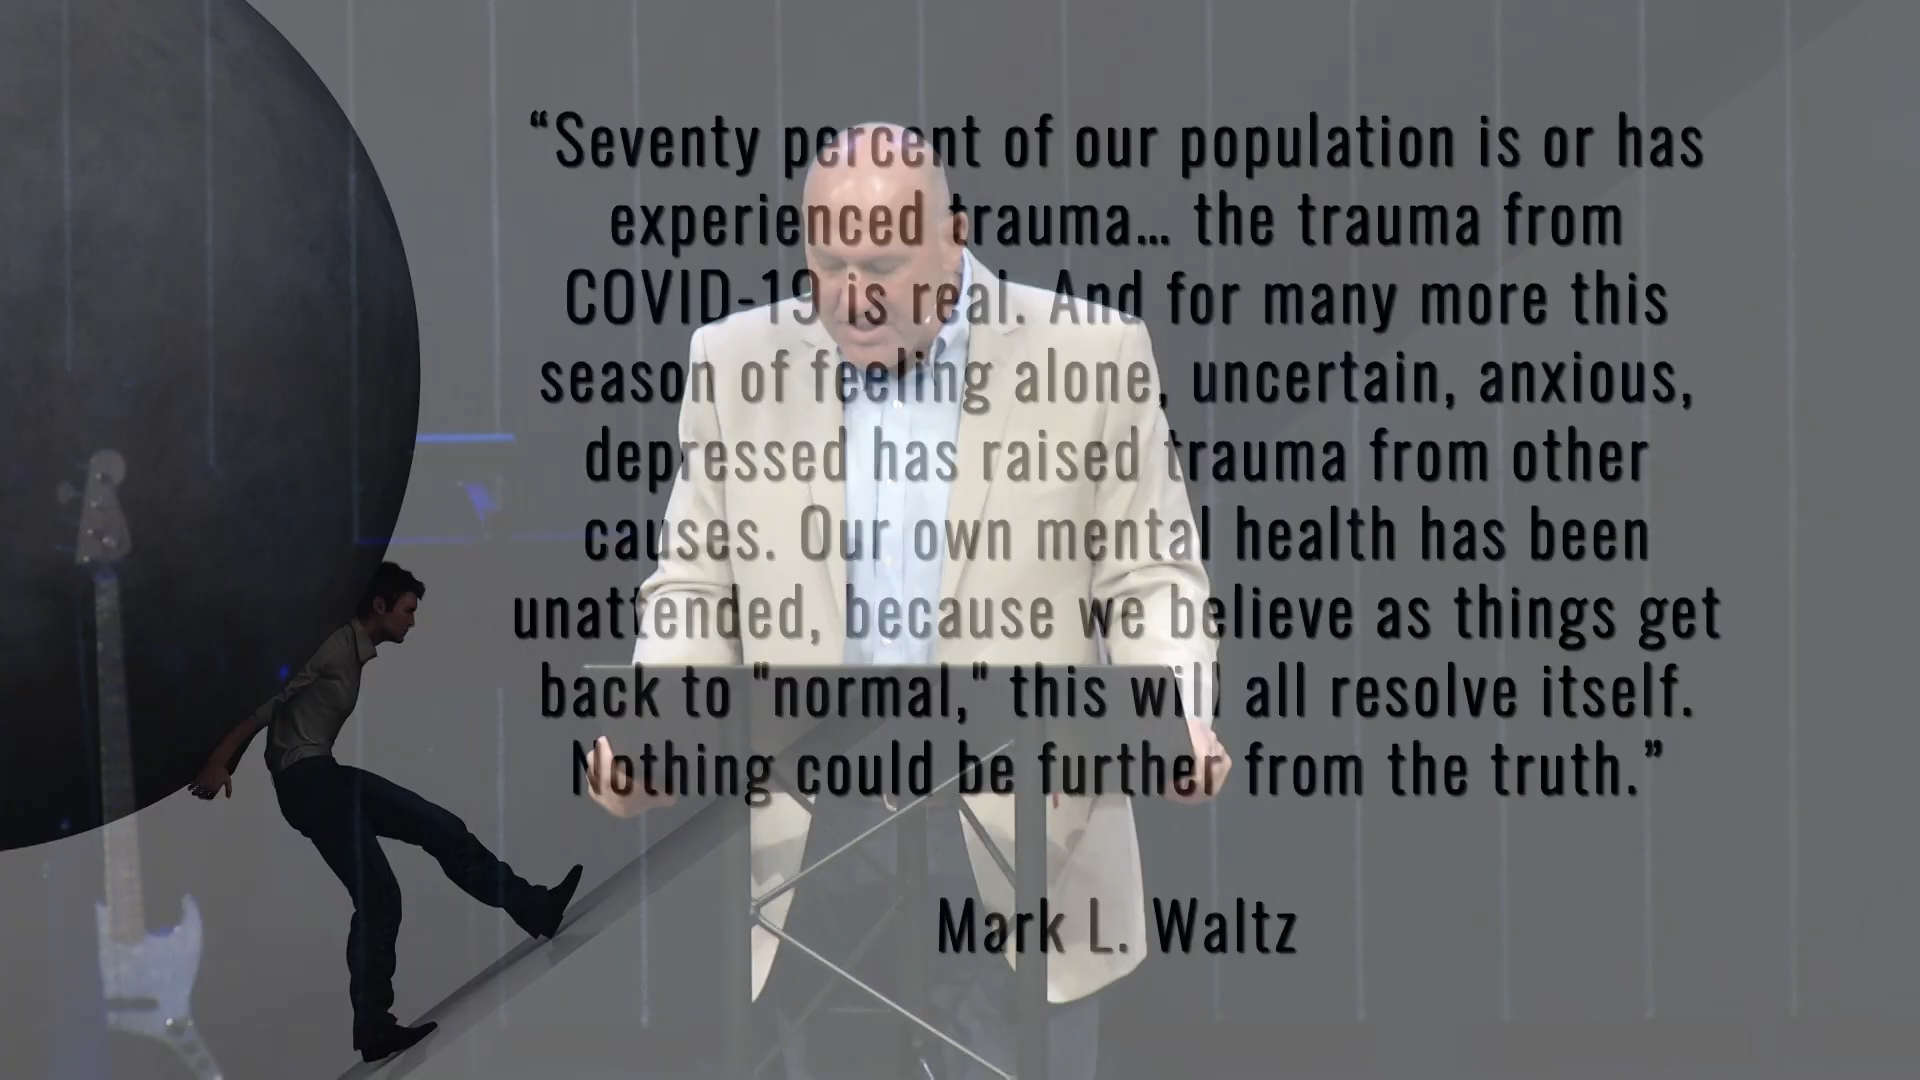 “Seventy percent of our population is or has
experienced trauma... the trauma from
COVID-19 is real. And for many more this
season of feeling alone, uncertain, anxious,
depressed has raised trauma from other
causes. Our own mental health has been
unattended, because we believe as things get
back to "normal," this will all resolve itself.
Nothing could be further from the truth.”
Mark L. Waltz